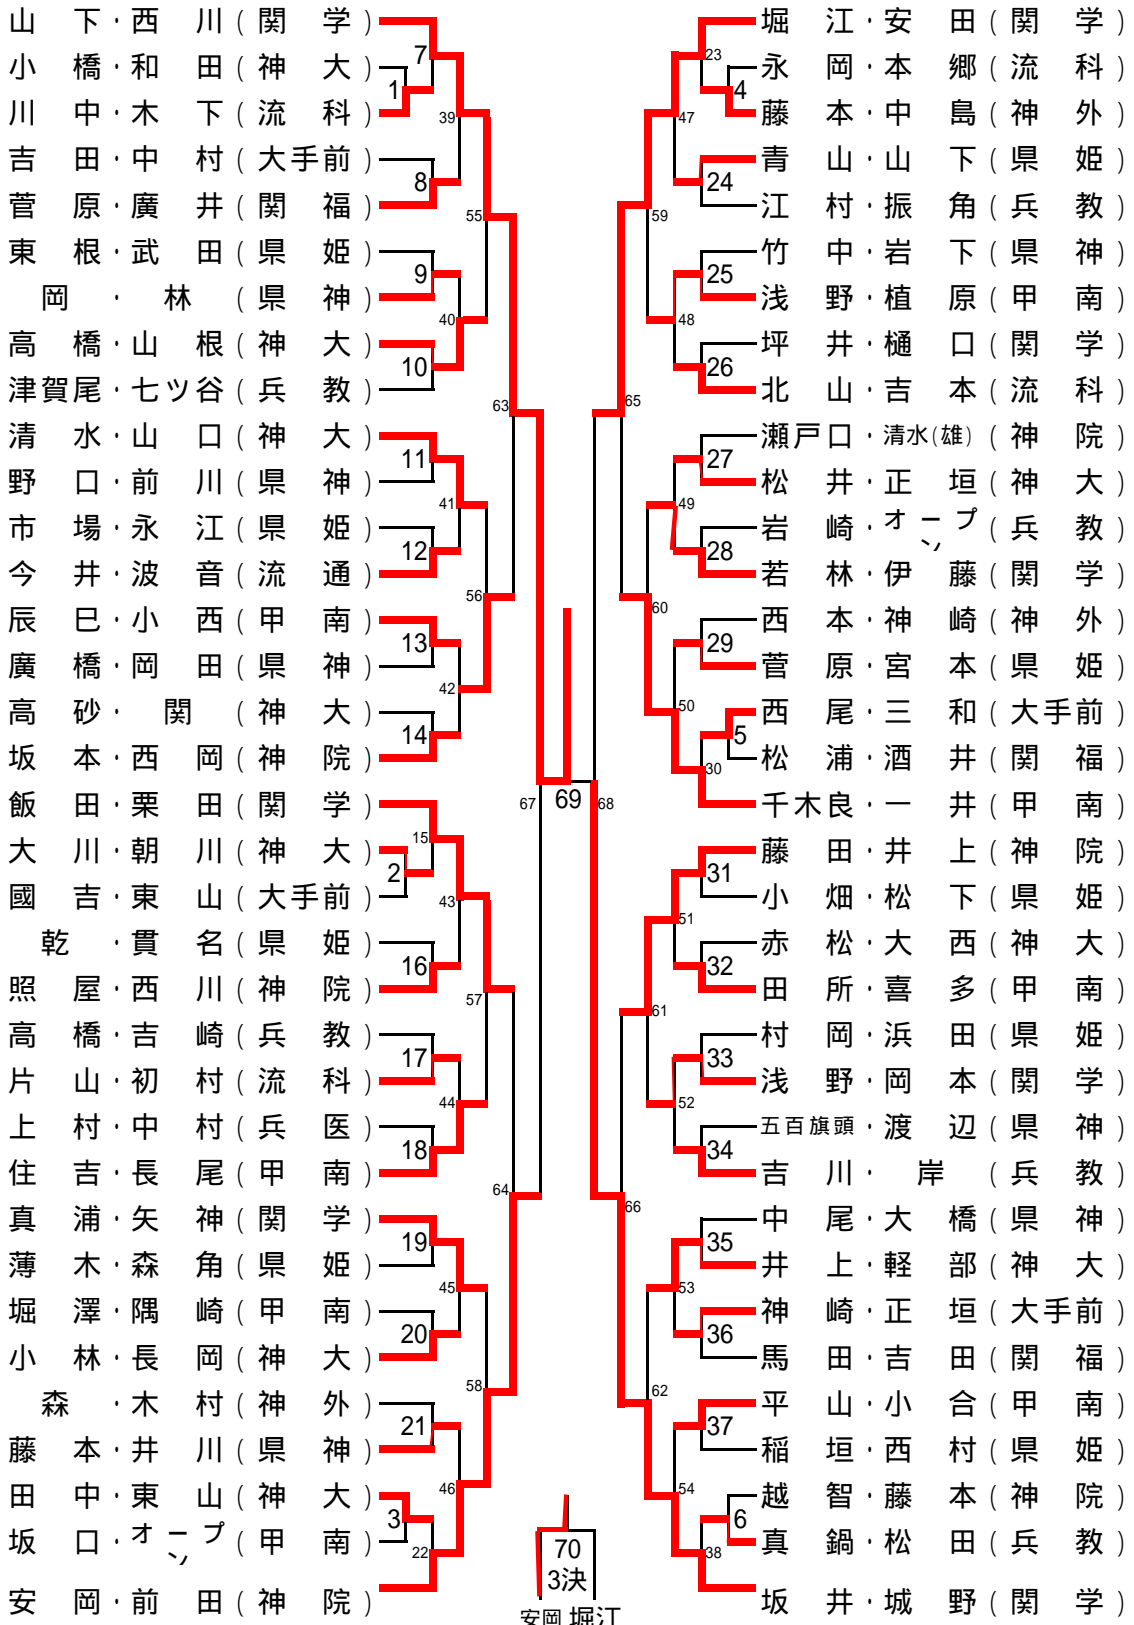 山下・西川(関学)
小橋・和田(神大)
川中・木下(流科)
吉田・中村(大手前)
菅原・廣井(関福)
東根・武田(県姫)
岡・林(県神)
高橋・山根(神大)
津賀尾・七ツ谷(兵教)
清水・山口(神大)
野口・前川(県神)
市場・永江(県姫)
今井・波音(流通)
辰巳・小西(甲南)
廣橋・岡田(県神)
高砂・関(神大)
坂本・西岡(神院)
飯田・栗田(関学)
大川・朝川(神大)
國吉・東山(大手前)
乾・貫名(県姫)
照屋・西川(神院)
高橋・吉崎(兵教)
片山・初村(流科)
上村・中村(兵医)
住吉・長尾(甲南)
真浦・矢神(関学)
薄木・森角(県姫)
堀澤・隅崎(甲南)
小林・長岡(神大)
森・木村(神外)
藤本・井川(県神)
田中・東山(神大)
坂口・オープン(甲南)
安岡・前田(神院)
7
1
39
8
55
9
40
10
63
11
41
12
56
13
42
14
67
15
2
43
16
57
17
44
18
64
19
45
20
58
21
46
3
22
69
70
3決
安岡 堀江
68
23
4
47
24
59
25
48
26
65
27
49
28
60
29
50
5
30
31
51
32
61
33
52
34
66
35
53
36
62
37
54
6
38
堀江・安田(関学)
永岡・本郷(流科)
藤本・中島(神外)
青山・山下(県姫)
江村・振角(兵教)
竹中・岩下(県神)
浅野・植原(甲南)
坪井・樋口(関学)
北山・吉本(流科)
瀬戸口・清水(雄)(神院)
松井・正垣(神大)
岩崎・オープン(兵教)
若林・伊藤(関学)
西本・神崎(神外)
菅原・宮本(県姫)
西尾・三和(大手前)
松浦・酒井(関福)
千木良・一井(甲南)
藤田・井上(神院)
小畑・松下(県姫)
赤松・大西(神大)
田所・喜多(甲南)
村岡・浜田(県姫)
浅野・岡本(関学)
五百旗頭・渡辺(県神)
吉川・岸(兵教)
中尾・大橋(県神)
井上・軽部(神大)
神崎・正垣(大手前)
馬田・吉田(関福)
平山・小合(甲南)
稲垣・西村(県姫)
越智・藤本(神院)
真鍋・松田(兵教)
坂井・城野(関学)